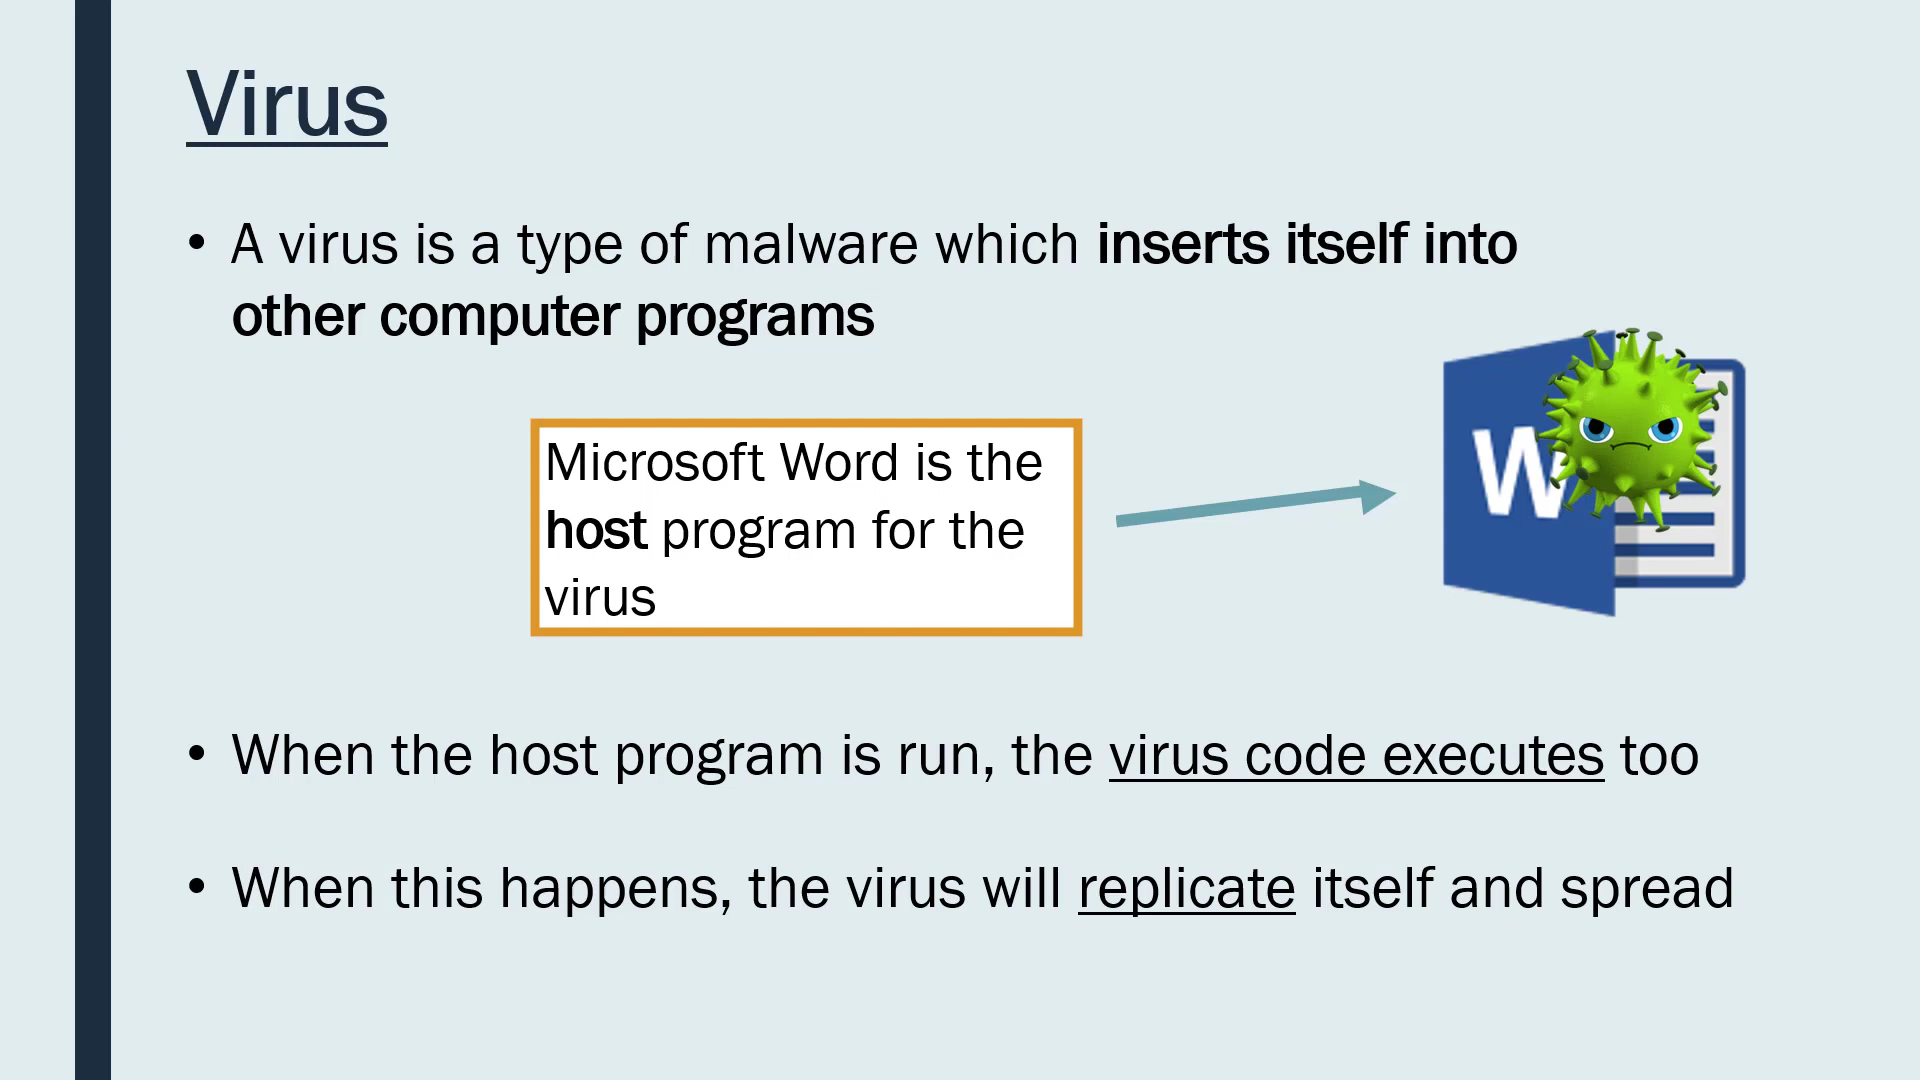 Virus
• A virus is a type of malware which inserts itself into
other computer programs
Microsoft Word is the
host program for the
virus
W
• When the host program is run, the virus code executes too
• When this happens, the virus will replicate itself and spread